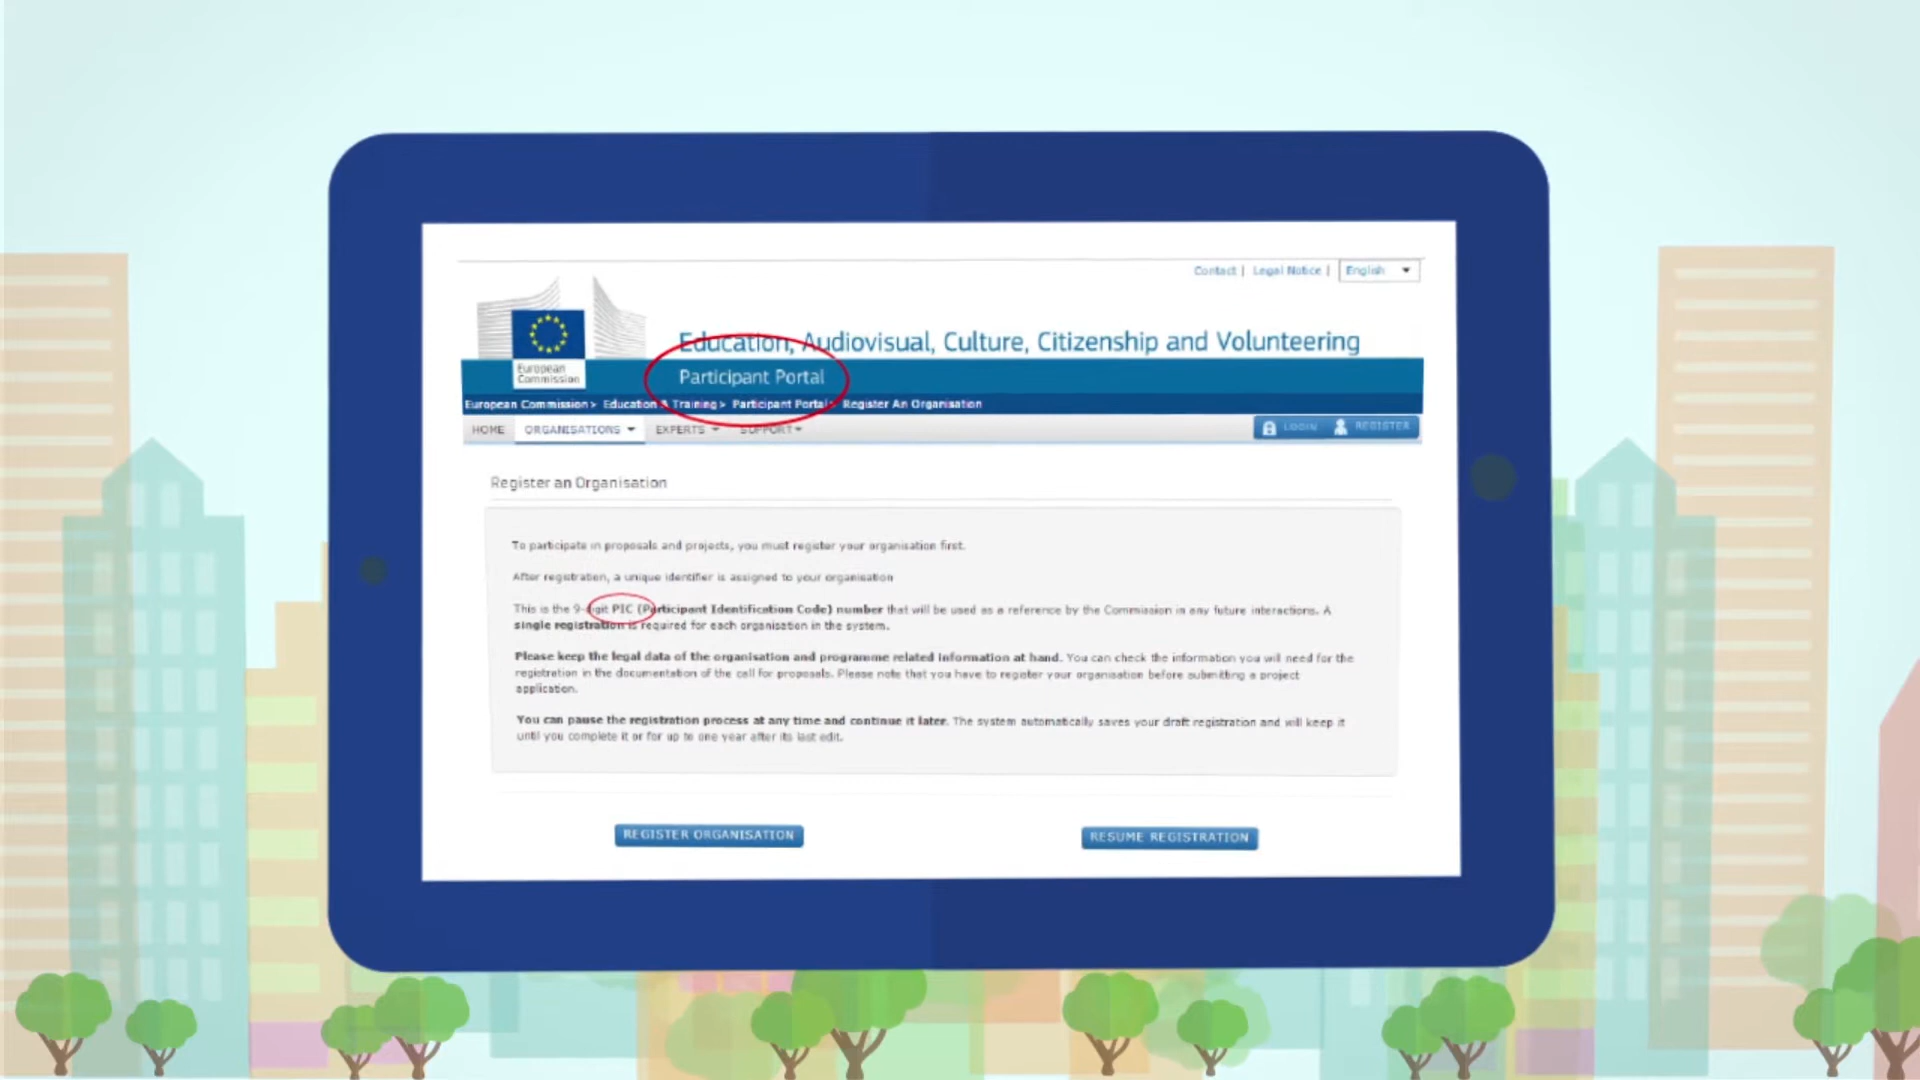 Contact | Legal Notice | English
Education, Audiovisual, Culture, Citizenship and Volunteering
European
Commission
Participant Portal
European Commission > Education & Training > Participant Portal > Register An Organisation
HOME ORGANISATIONS EXPERTS SUPPORT LOGIN REGISTER
Register an Organisation
To participate in proposals and projects, you must register your organisation first.
After registration, a unique identifier is assigned to your organisation
This is the 9-digit PIC (Participant Identification Code) number that will be used as a reference by the Commission in any future interactions. A
single registration is required for each organisation in the system.
Please keep the legal data of the organisation and programme related information at hand. You can check the information you will need for the
registration in the documentation of the call for proposals. Please note that you have to register your organisation before submitting a project
application.
You can pause the registration process at any time and continue it later. The system automatically saves your draft registration and will keep it
until you complete it or for up to one year after its last edit.
REGISTER ORGANISATION RESUME REGISTRATION